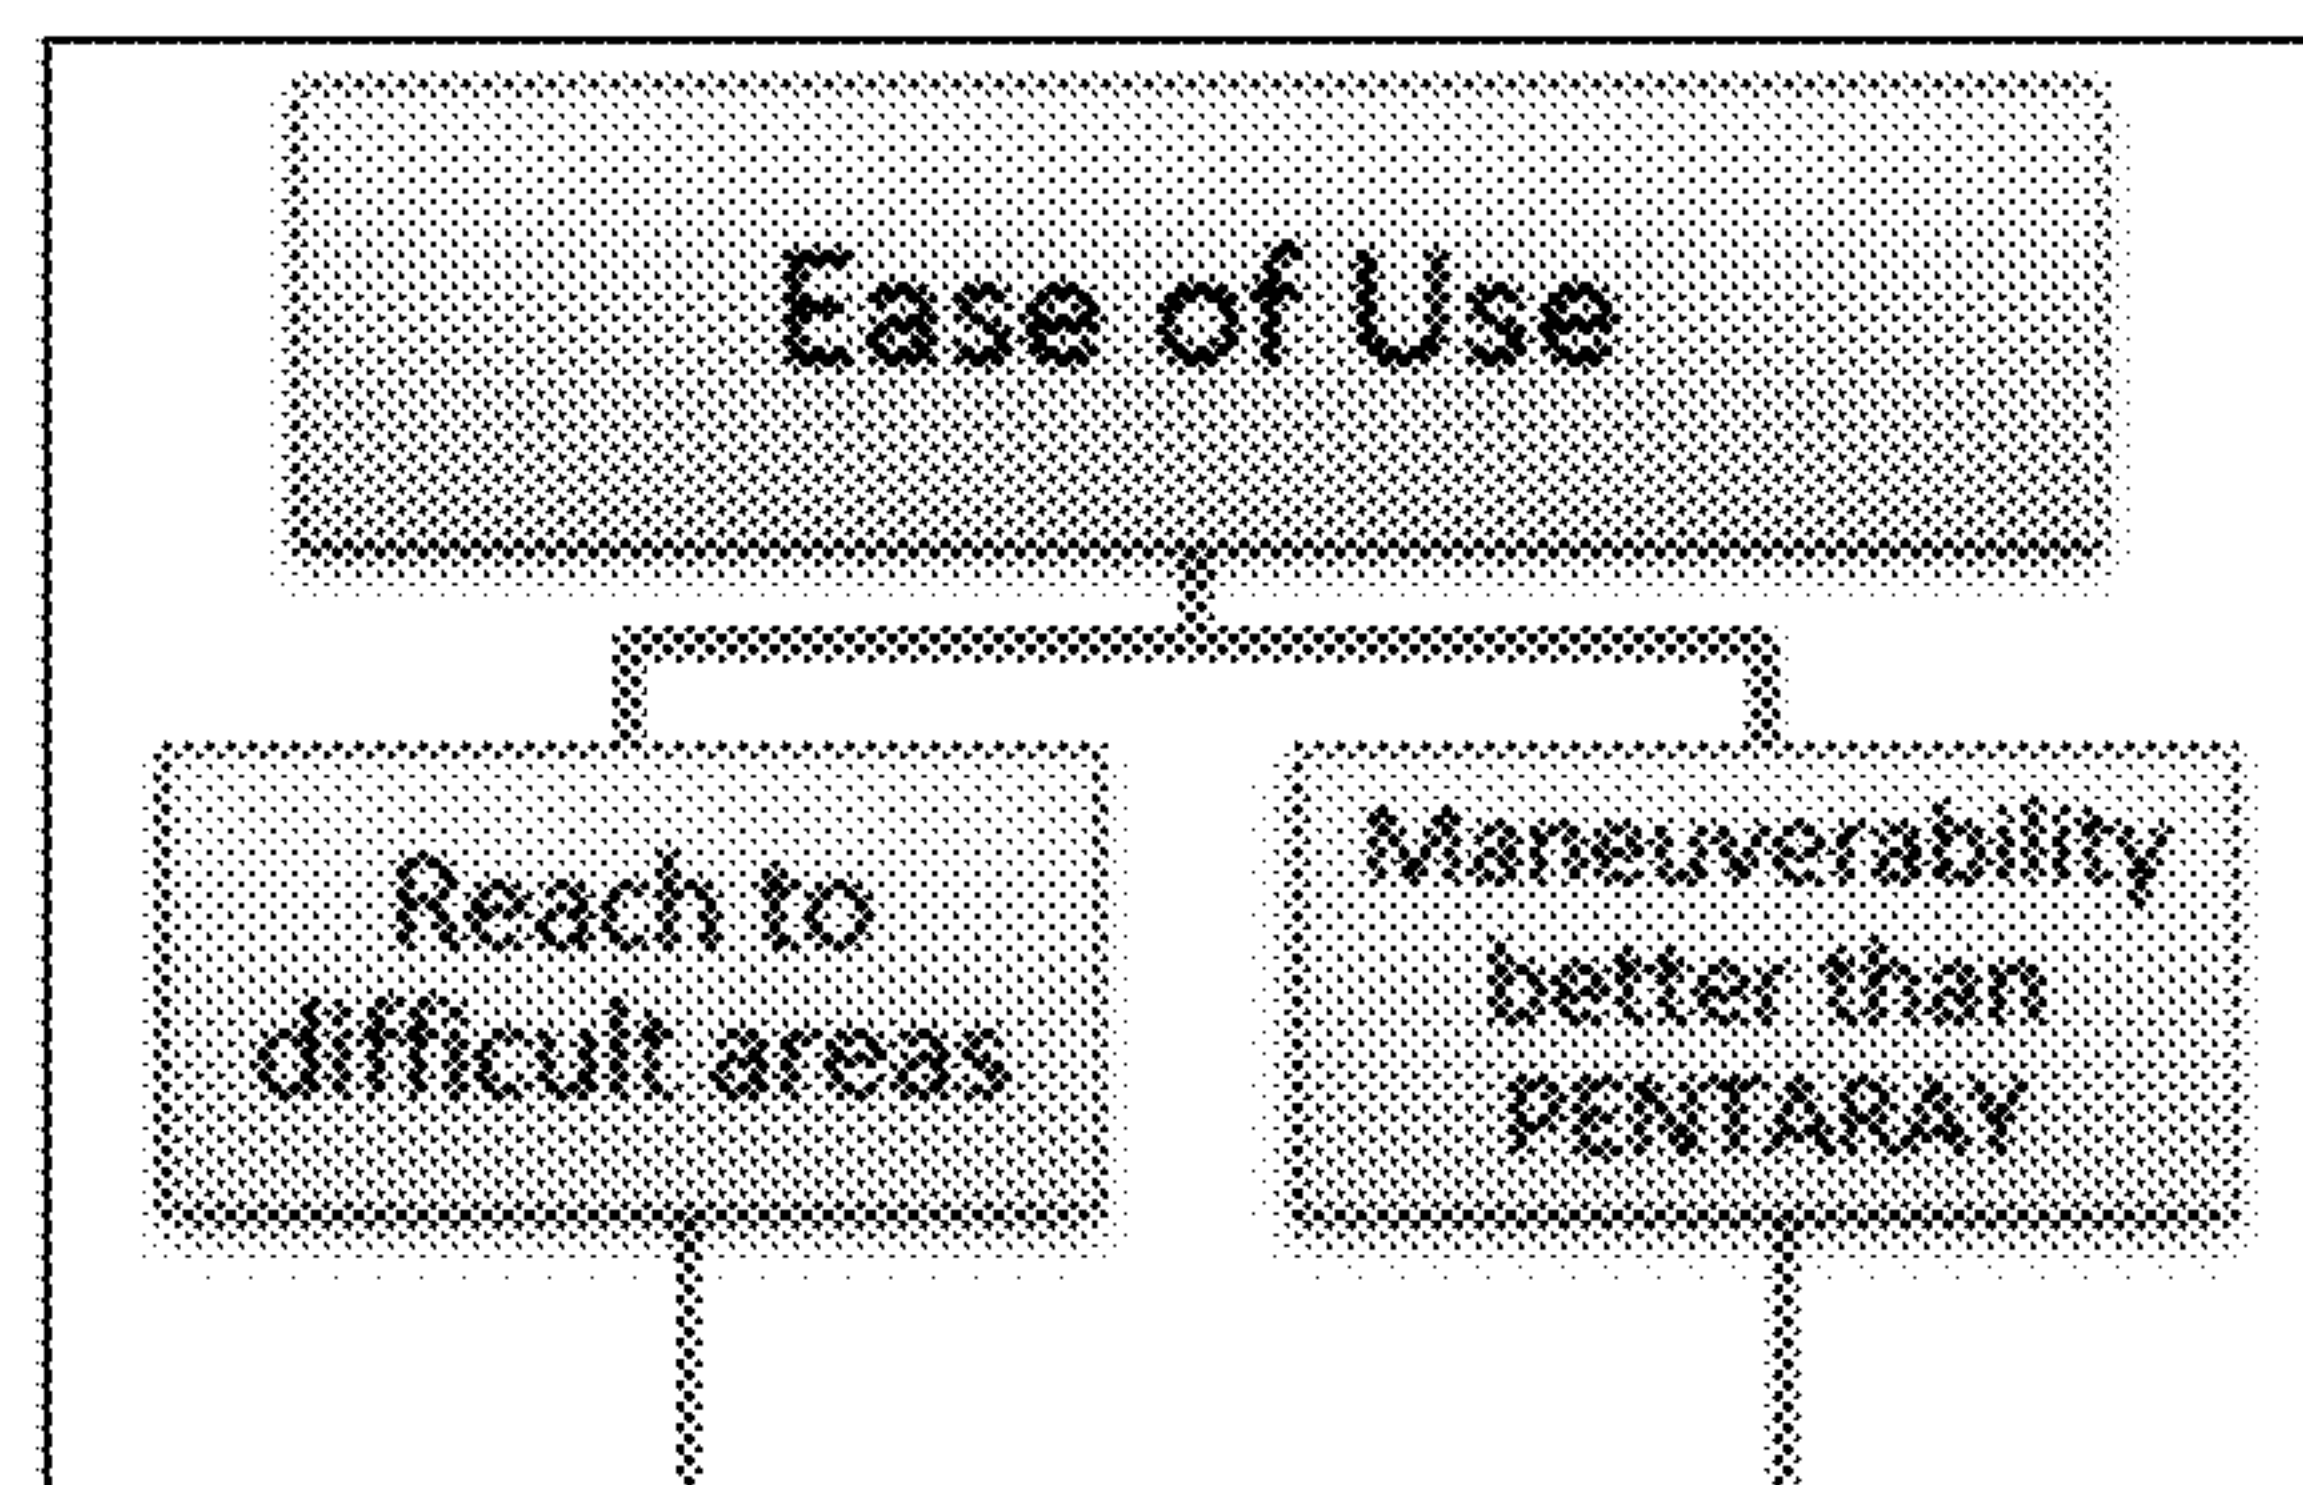 Ease of Use
Reach to
difficult areas
Maneuverability
better than
PENTARAY